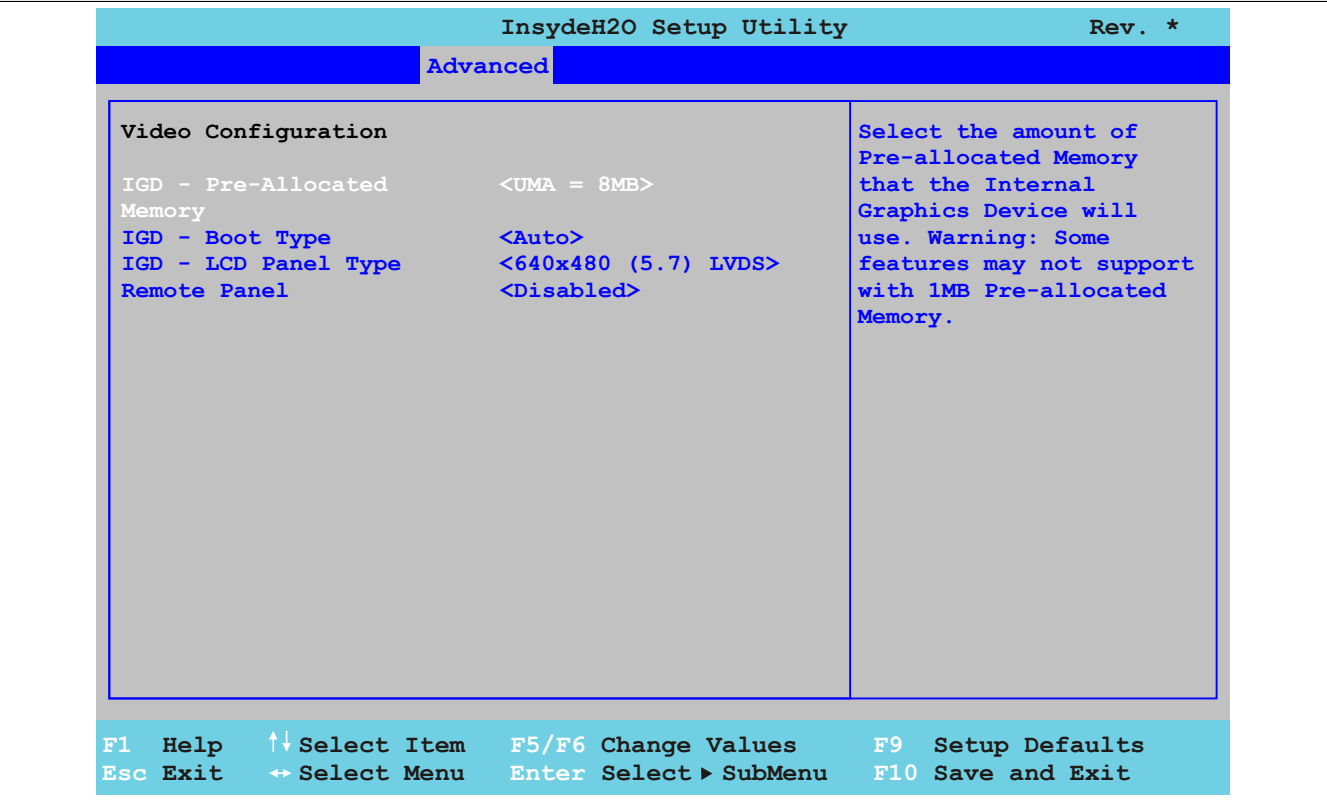 InsydeH2O Setup Utility Rev. *
Advanced
Video Configuration
IGD - Pre-Allocated Memory <UMA = 8MB>
IGD - Boot Type <Auto>
IGD - LCD Panel Type <640x480 (5.7) LVDS>
Remote Panel <Disabled>
Select the amount of
Pre-allocated Memory
that the Internal
Graphics Device will
use. Warning: Some
features may not support
with 1MB Pre-allocated
Memory.
F1 Help ↑↓ Select Item F5/F6 Change Values F9 Setup Defaults
Esc Exit ↔ Select Menu Enter Select ▶ SubMenu F10 Save and Exit